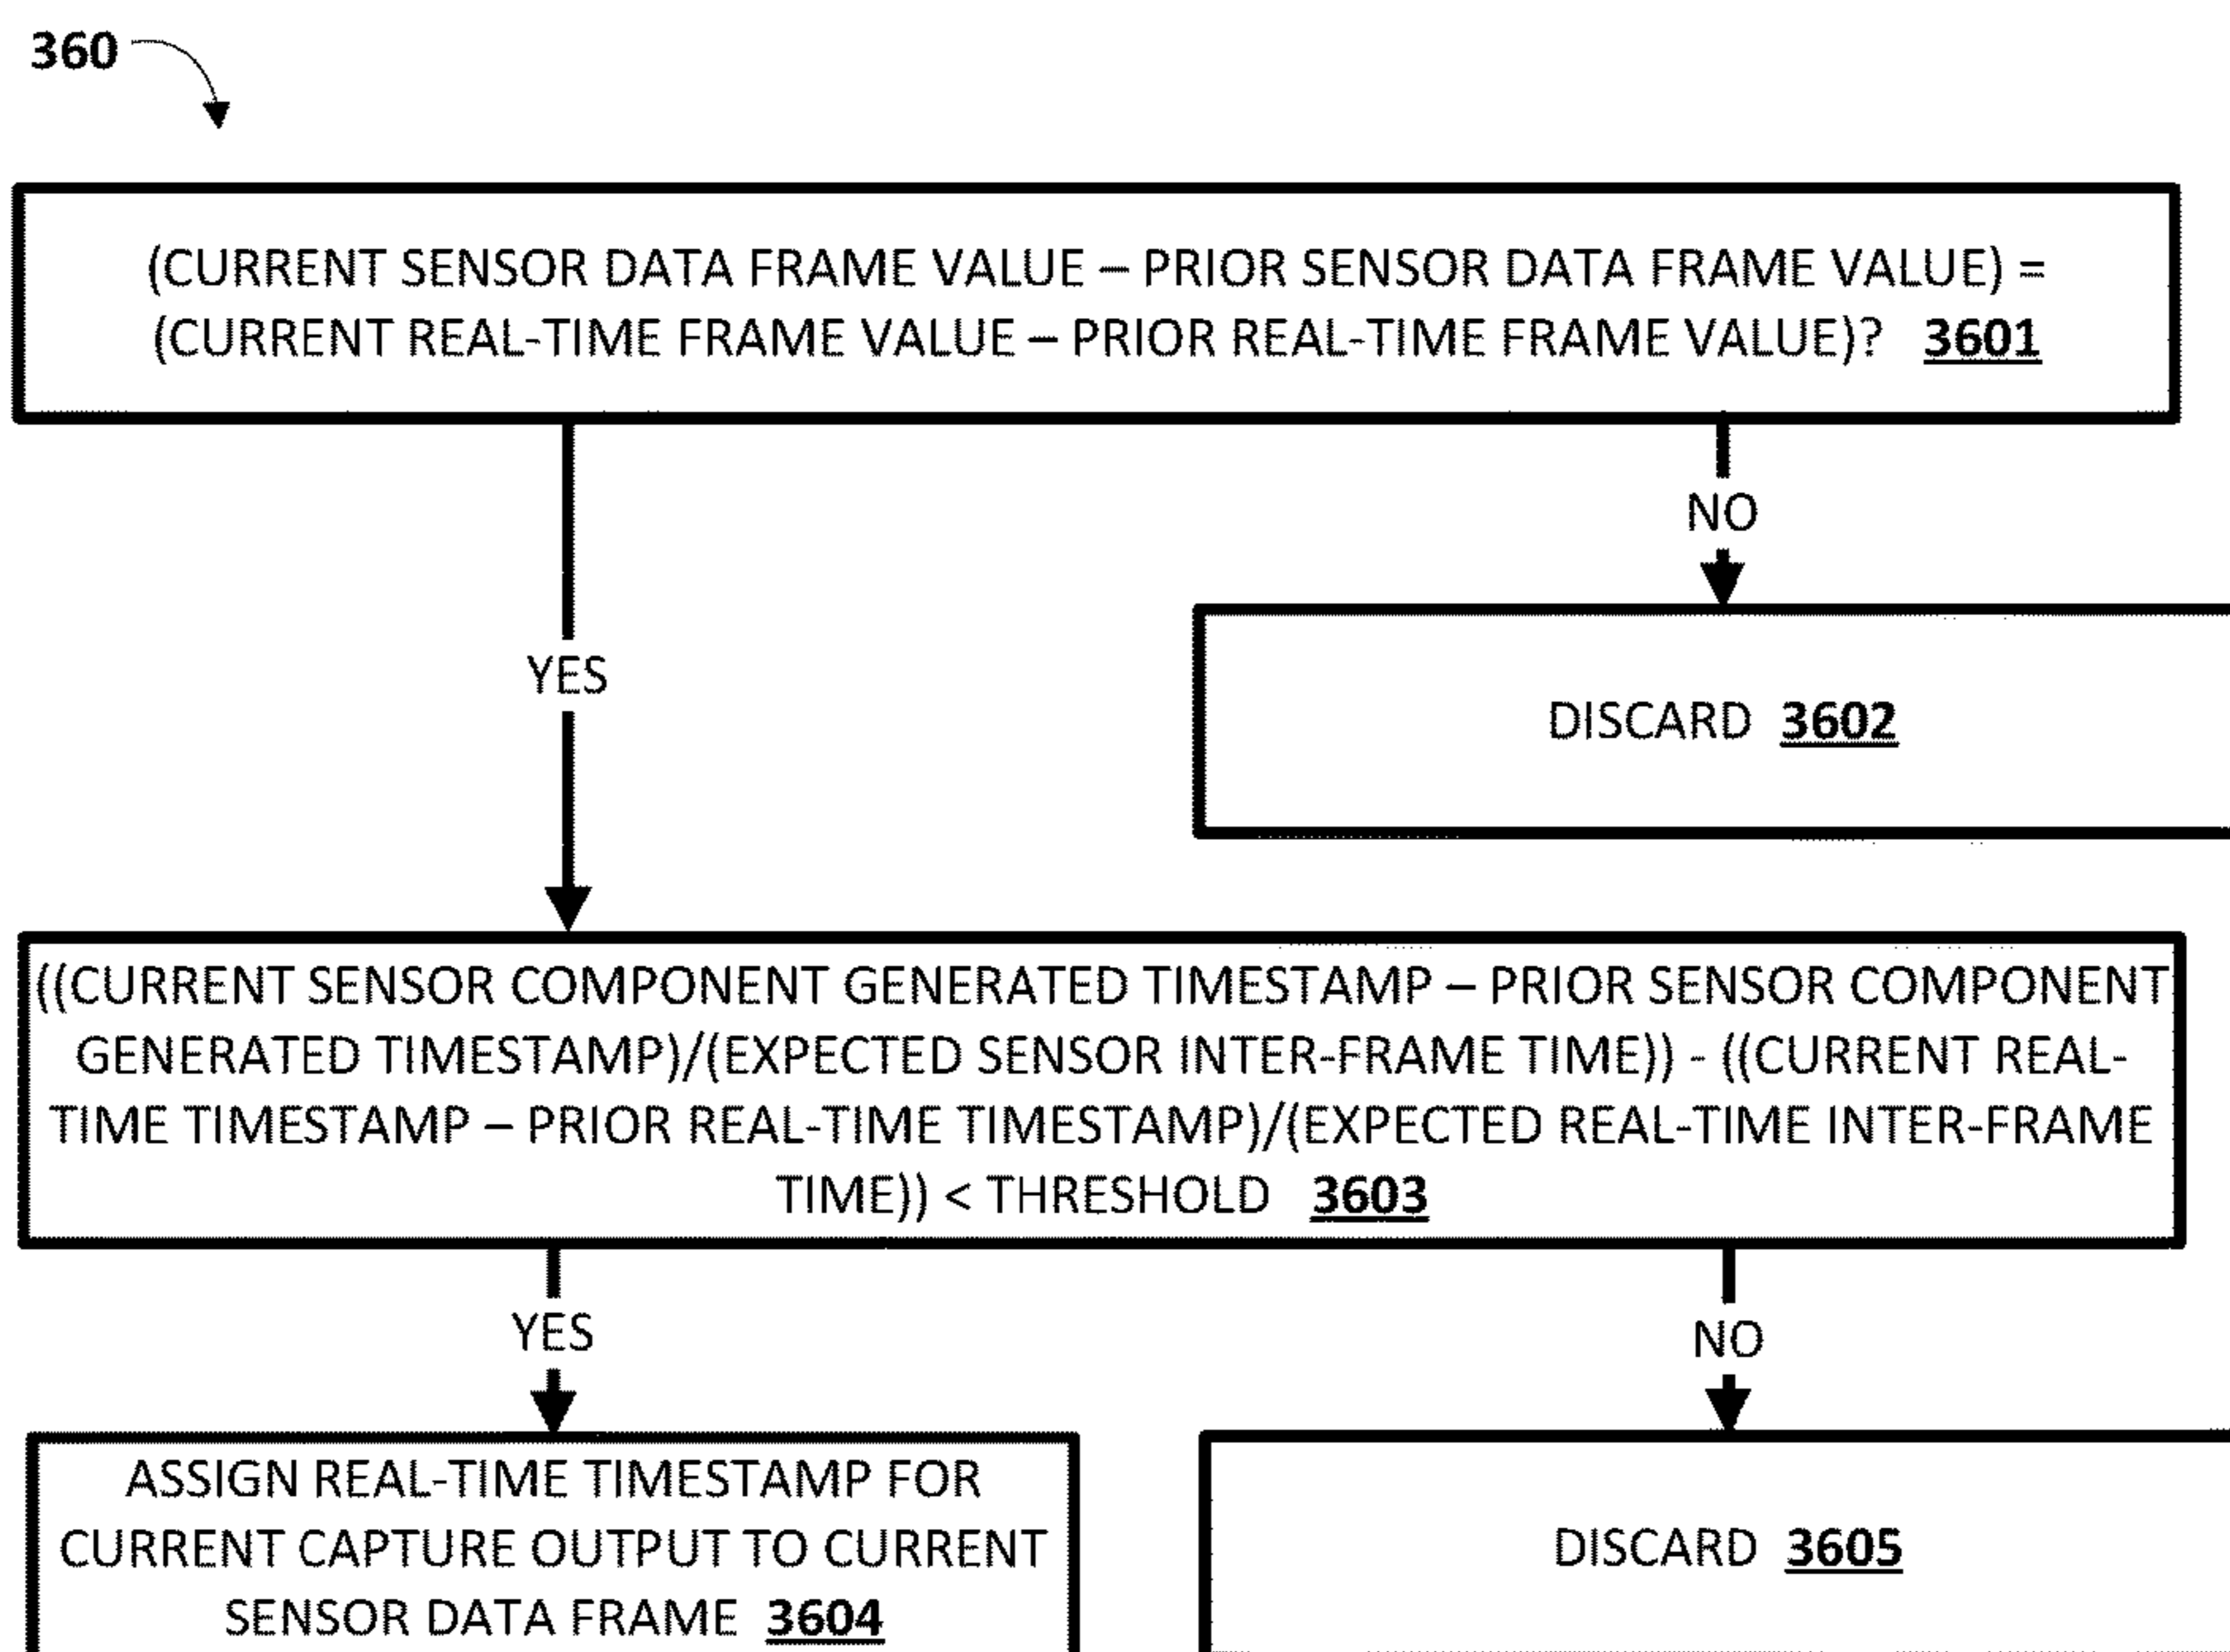 360
(CURRENT SENSOR DATA FRAME VALUE – PRIOR SENSOR DATA FRAME VALUE) =
(CURRENT REAL-TIME FRAME VALUE – PRIOR REAL-TIME FRAME VALUE)? 3601
NO
YES
DISCARD 3602
((CURRENT SENSOR COMPONENT GENERATED TIMESTAMP – PRIOR SENSOR COMPONENT
GENERATED TIMESTAMP)/(EXPECTED SENSOR INTER-FRAME TIME)) - ((CURRENT REAL-
TIME TIMESTAMP – PRIOR REAL-TIME TIMESTAMP)/(EXPECTED REAL-TIME INTER-FRAME
TIME)) < THRESHOLD 3603
YES
NO
ASSIGN REAL-TIME TIMESTAMP FOR
CURRENT CAPTURE OUTPUT TO CURRENT
SENSOR DATA FRAME 3604
DISCARD 3605